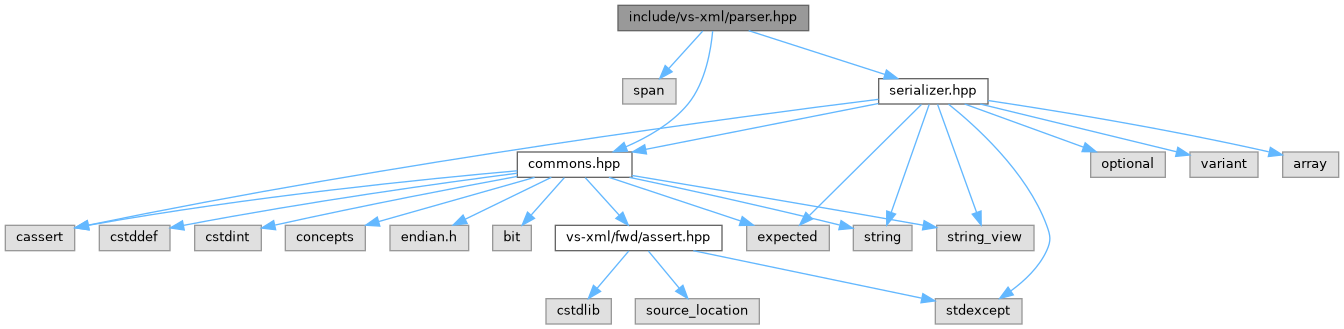 include/vs-xml/parser.hpp
span
serializer.hpp
commons.hpp
optional
variant
array
cassert
cstddef
cstdint
concepts
endian.h
bit
vs-xml/fwd/assert.hpp
expected
string
string_view
cstdlib
source_location
stdexcept